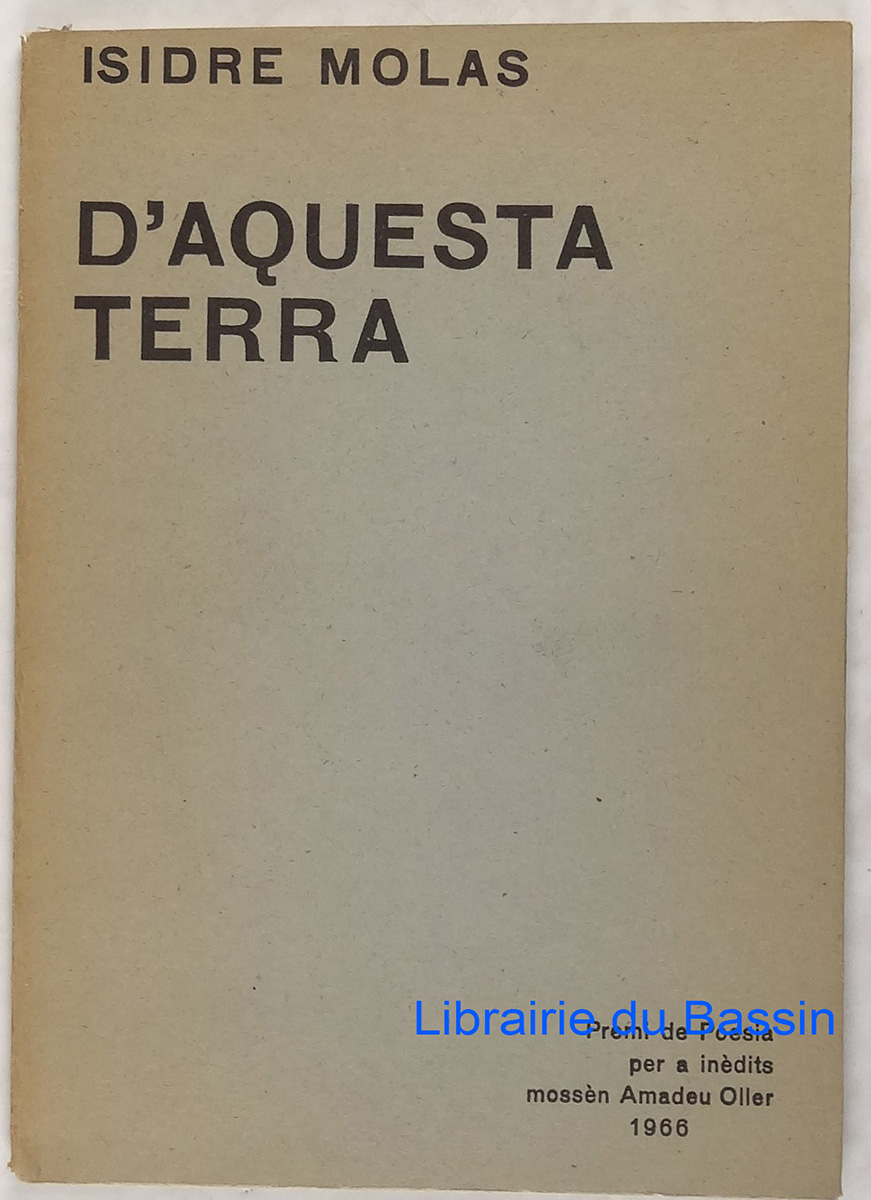 ISIDRE MOLAS
D'AQUESTA
TERRA
Librairie du Bassin
Premi de Poesia
per a inèdits
mossèn Amadeu Oller
1966